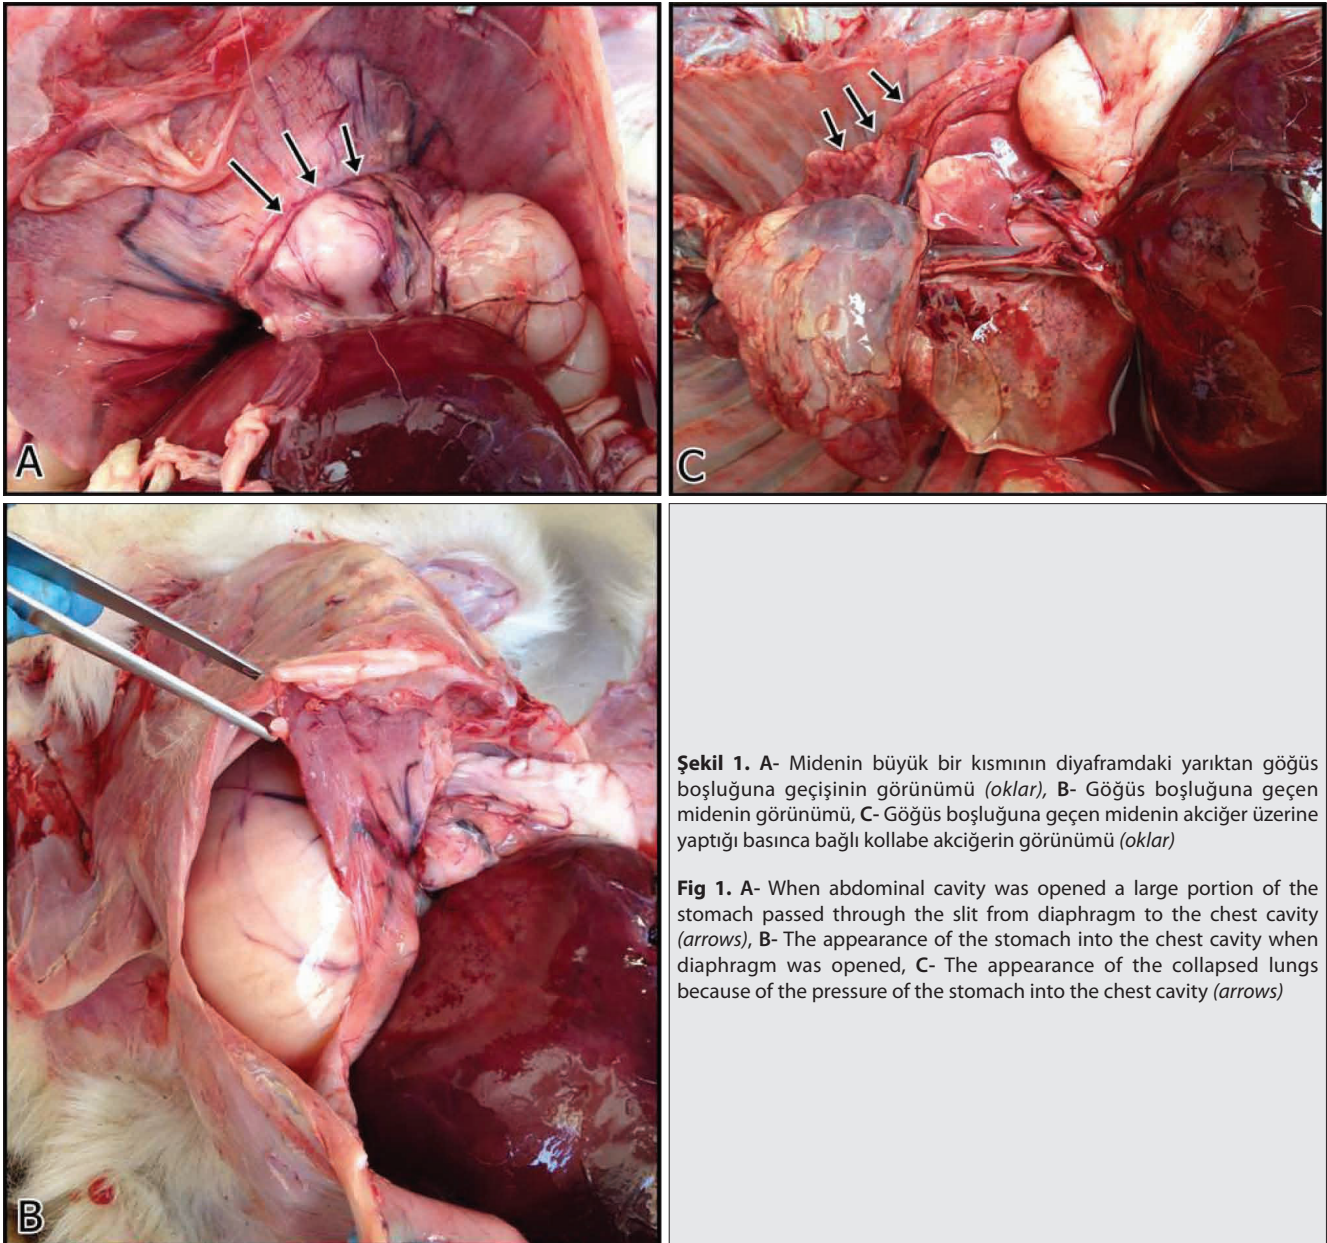 A
C
B
Şekil 1. A- Midenin büyük bir kısmının diyaframdaki yarıktan göğüs
boşluğuna geçişinin görünümü (oklar), B- Göğüs boşluğuna geçen
midenin görünümü, C- Göğüs boşluğuna geçen midenin akciğer üzerine
yaptığı basınca bağlı kollabe akciğerin görünümü (oklar)
Fig 1. A- When abdominal cavity was opened a large portion of the
stomach passed through the slit from diaphragm to the chest cavity
(arrows), B- The appearance of the stomach into the chest cavity when
diaphragm was opened, C- The appearance of the collapsed lungs
because of the pressure of the stomach into the chest cavity (arrows)